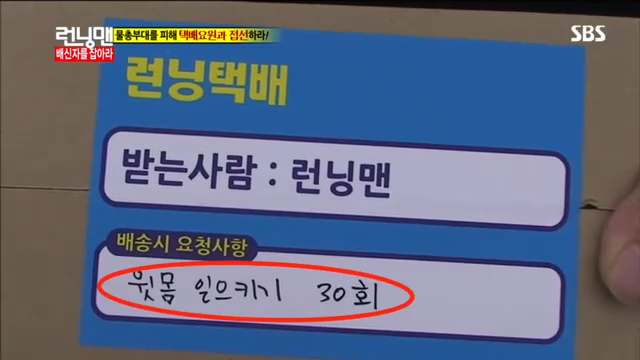 런닝맨 물총부대를 피해 택배요원과 접선하라!
배신자를 잡아라
SBS
런닝택배
받는사람 : 런닝맨
배송시 요청사항
윗몸 일으키기 30회